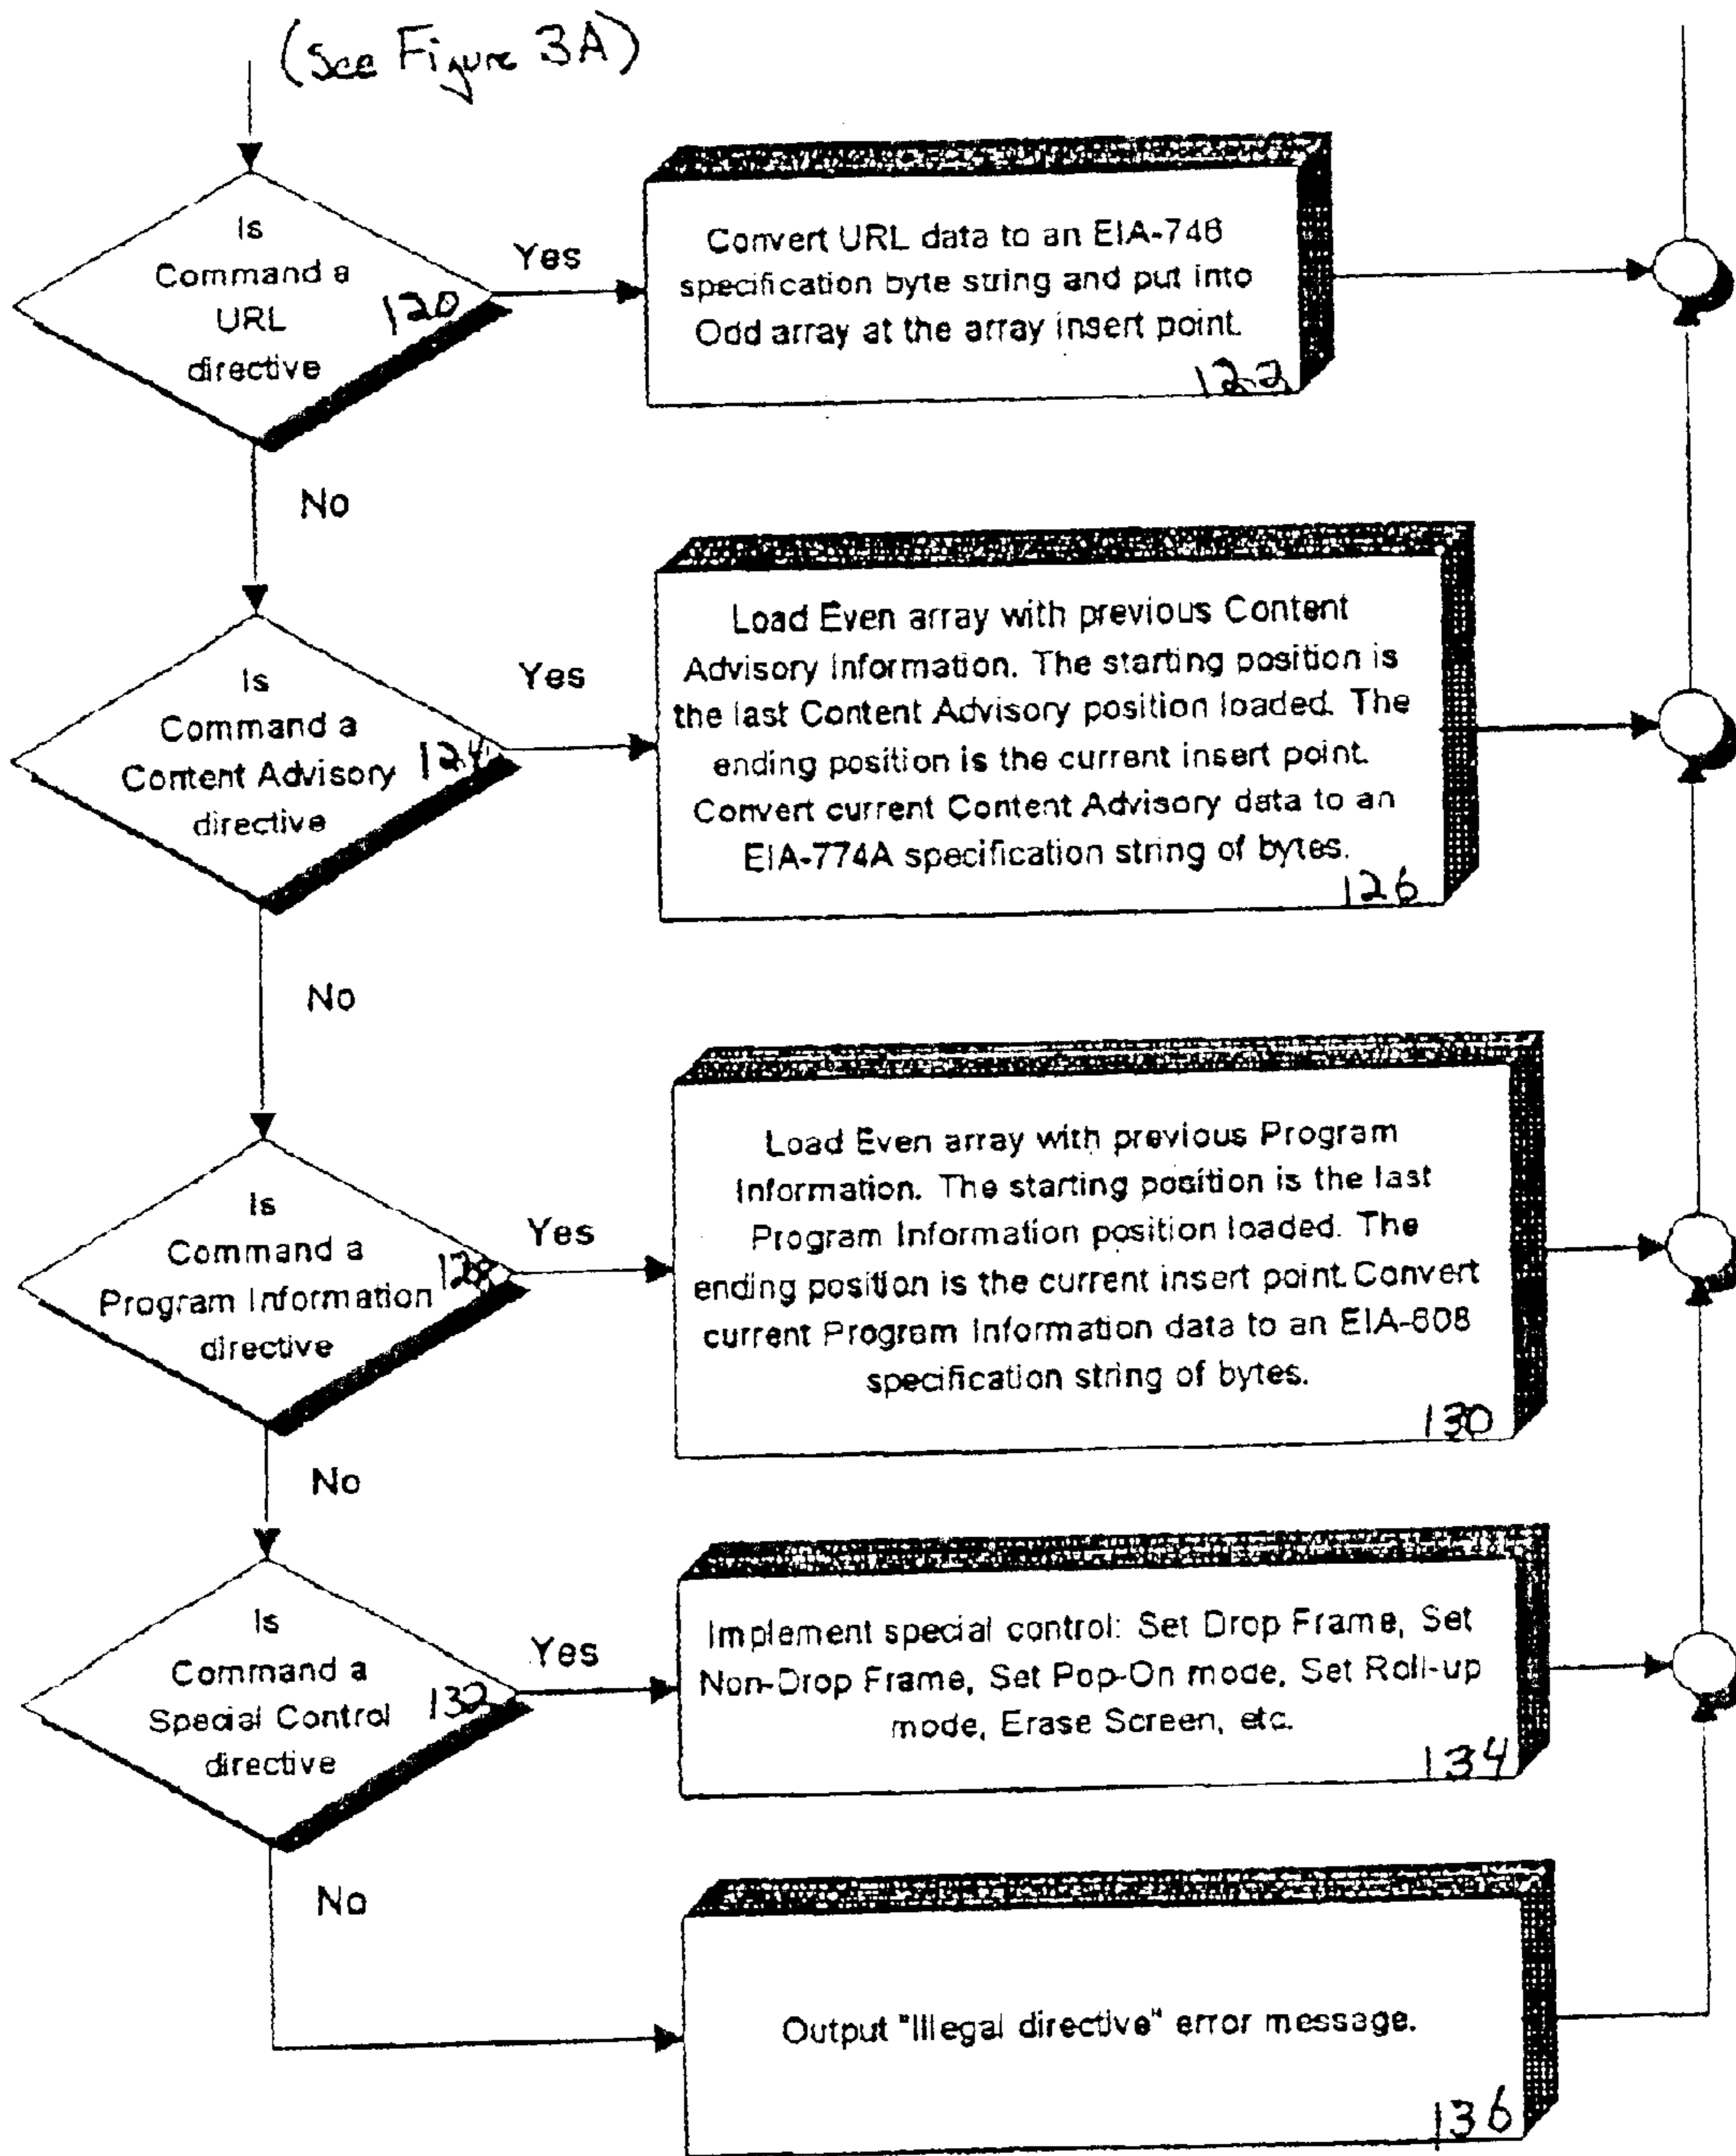 (See Figure 3A)
Is
Command a
URL
directive
120
Yes
Convert URL data to an EIA-746
specification byte string and put into
Odd array at the array insert point.
122
No
Is
Command a
Content Advisory
directive
124
Yes
Load Even array with previous Content
Advisory Information. The starting position is
the last Content Advisory position loaded. The
ending position is the current insert point.
Convert current Content Advisory data to an
EIA-774A specification string of bytes.
126
No
Is
Command a
Program Information
directive
128
Yes
Load Even array with previous Program
Information. The starting position is the last
Program Information position loaded. The
ending position is the current insert point. Convert
current Program Information data to an EIA-608
specification string of bytes.
130
No
Is
Command a
Special Control
directive
132
Yes
Implement special control: Set Drop Frame, Set
Non-Drop Frame, Set Pop-On mode, Set Roll-up
mode, Erase Screen, etc.
134
No
Output "Illegal directive" error message.
136